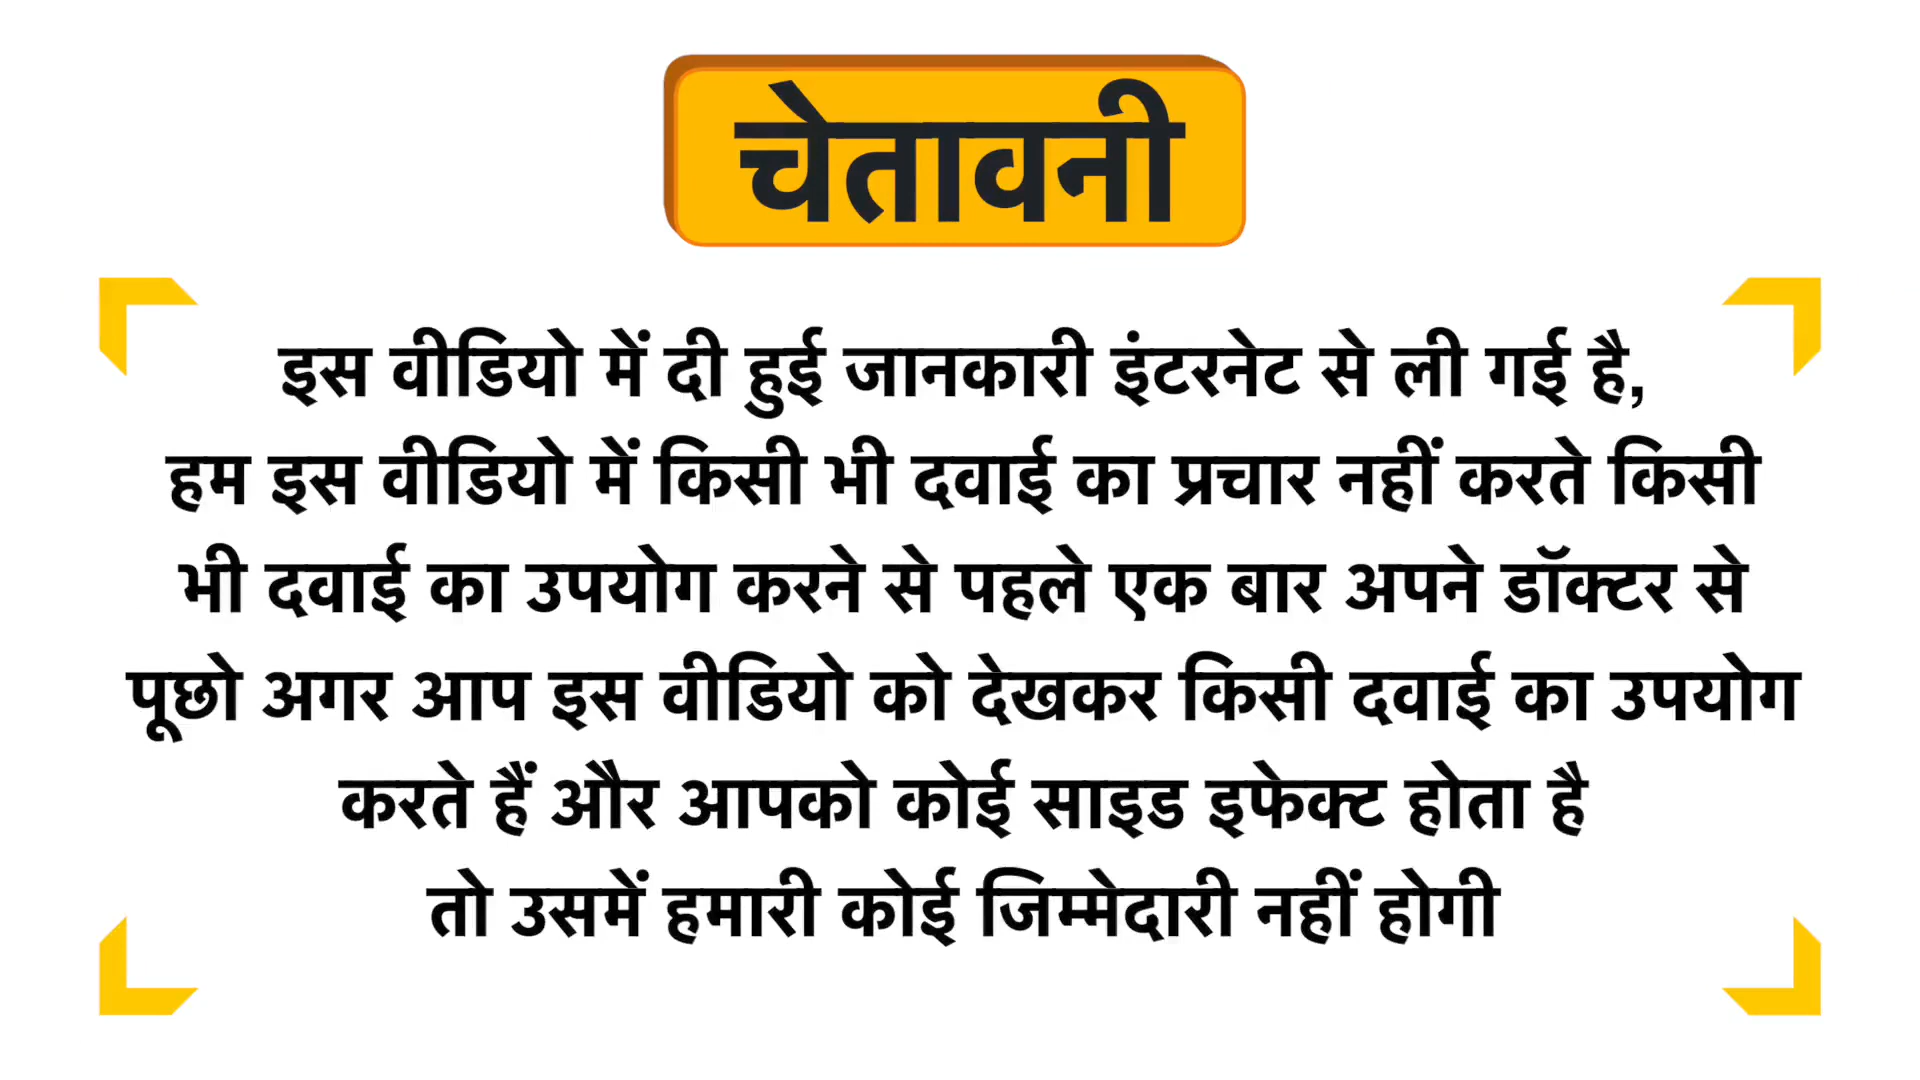 चेतावनी
इस वीडियो में दी हुई जानकारी इंटरनेट से ली गई है,
हम इस वीडियो में किसी भी दवाई का प्रचार नहीं करते किसी
भी दवाई का उपयोग करने से पहले एक बार अपने डॉक्टर से
पूछो अगर आप इस वीडियो को देखकर किसी दवाई का उपयोग
करते हैं और आपको कोई साइड इफेक्ट होता है
तो उसमें हमारी कोई जिम्मेदारी नहीं होगी